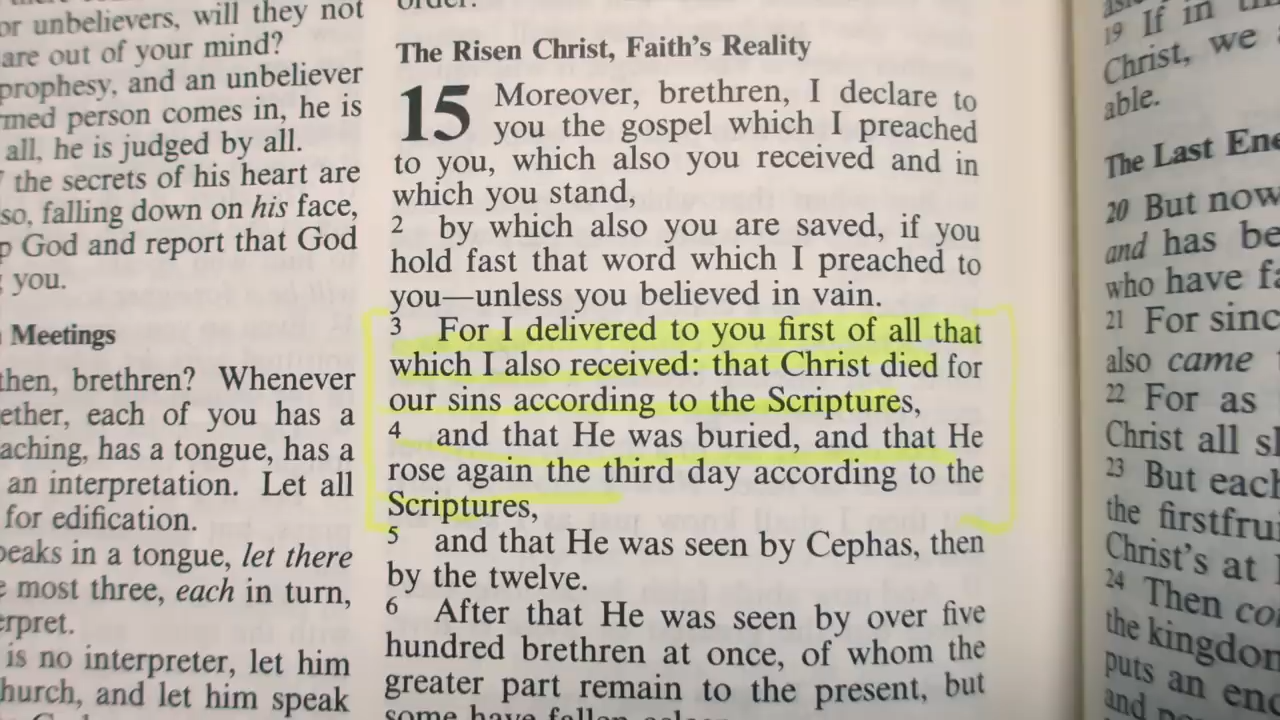 or unbelievers, will they not
are out of your mind?
prophesy, and an unbeliever
med person comes in, he is
all, he is judged by all.
the secrets of his heart are
so, falling down on his face,
God and report that God
you.
Meetings
then, brethren? Whenever
ether, each of you has a
aching, has a tongue, has a
an interpretation. Let all
for edification.
peaks in a tongue, let there
most three, each in turn,
erpret.
is no interpreter, let him
hurch, and let him speak
order.
The Risen Christ, Faith's Reality
15 Moreover, brethren, I declare to
you the gospel which I preached
to you, which also you received and in
which you stand,
2 by which also you are saved, if you
hold fast that word which I preached to
you—unless you believed in vain.
3 For I delivered to you first of all that
which I also received: that Christ died for
our sins according to the Scriptures,
4 and that He was buried, and that He
rose again the third day according to the
Scriptures,
5 and that He was seen by Cephas, then
by the twelve.
6 After that He was seen by over five
hundred brethren at once, of whom the
greater part remain to the present, but
some have fallen asleep.
19 If in
Christ, we
able.
The Last Ene
20 But now
and has be
who have fa
21 For sinc
also came
22 For as
Christ all s
23 But each
the firstfru
Christ's at
24 Then co
the kingdon
puts an end
and